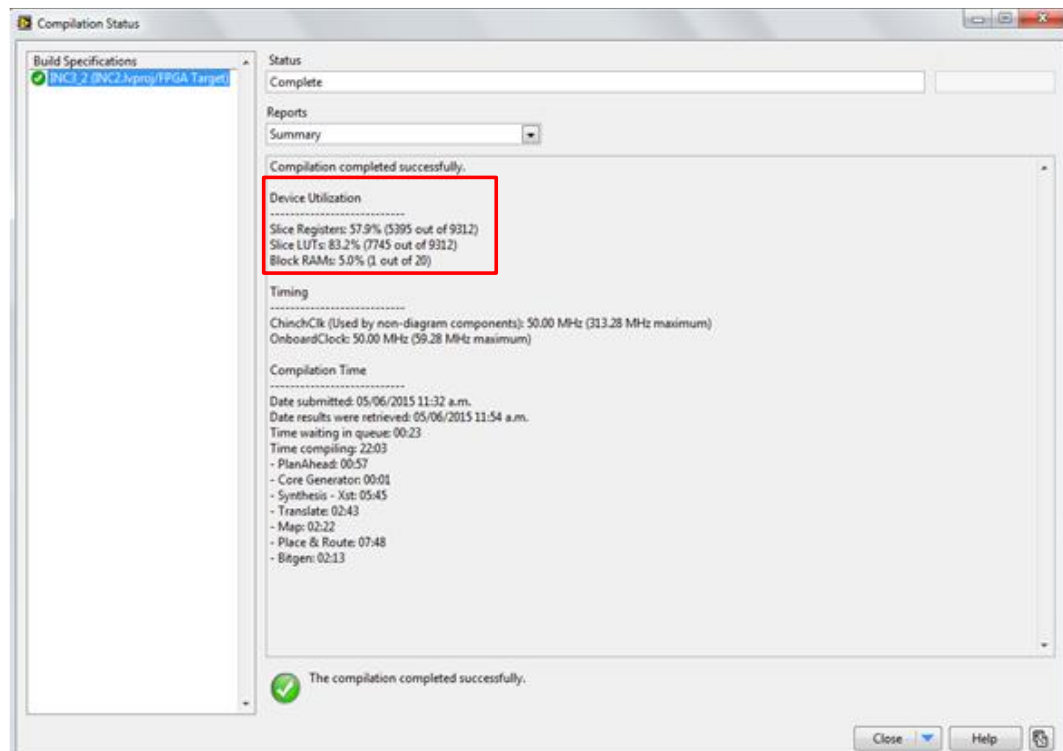 Compilation Status
Build Specifications
INC3_2 (INC2.lvproj/FPGA Target)
Status
Complete
Reports
Summary
Compilation completed successfully.
Device Utilization
---------------------------
Slice Registers: 57.9% (5395 out of 9312)
Slice LUTs: 83.2% (7745 out of 9312)
Block RAMs: 5.0% (1 out of 20)
Timing
---------------------------
ChinchClk (Used by non-diagram components): 50.00 MHz (313.28 MHz maximum)
OnboardClock: 50.00 MHz (59.28 MHz maximum)
Compilation Time
---------------------------
Date submitted: 05/06/2015 11:32 a.m.
Date results were retrieved: 05/06/2015 11:54 a.m.
Time waiting in queue: 00:23
Time compiling: 22:03
- PlanAhead: 00:57
- Core Generator: 00:01
- Synthesis - Xst: 05:45
- Translate: 02:43
- Map: 02:22
- Place & Route: 07:48
- Bitgen: 02:13
The compilation completed successfully.
Close
Help